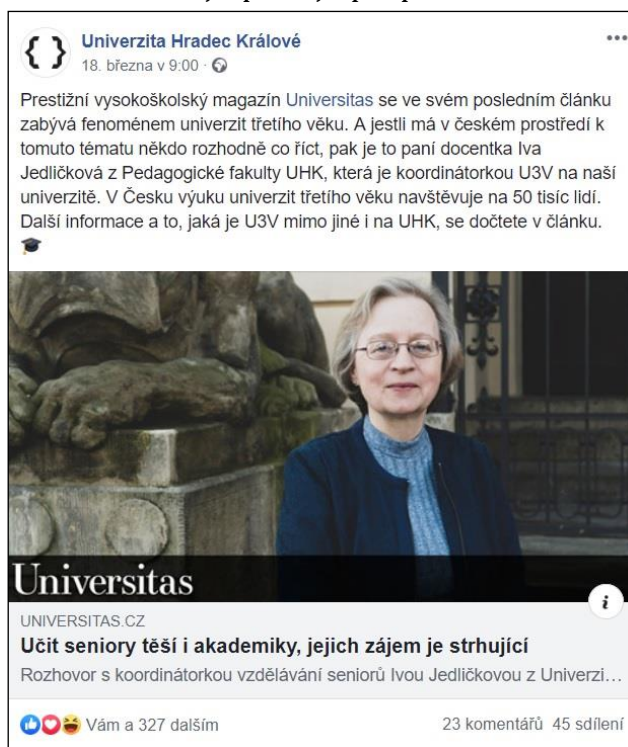 Univerzita Hradec Králové
18. března v 9:00 ·
Prestižní vysokoškolský magazín Universitas se ve svém posledním článku
zabývá fenoménem univerzit třetího věku. A jestli má v českém prostředí k
tomuto tématu někdo rozhodně co říct, pak je to paní docentka Iva
Jedličková z Pedagogické fakulty UHK, která je koordinátorkou U3V na naší
univerzitě. V Česku výuku univerzit třetího věku navštěvuje na 50 tisíc lidí.
Další informace a to, jaká je U3V mimo jiné i na UHK, se dočtete v článku.
Universitas
UNIVERSITAS.CZ
Učit seniory těší i akademiky, jejich zájem je strhující
Rozhovor s koordinátorkou vzdělávání seniorů Ivou Jedličkovou z Univerzi...
Vám a 327 dalším
23 komentářů 45 sdílení